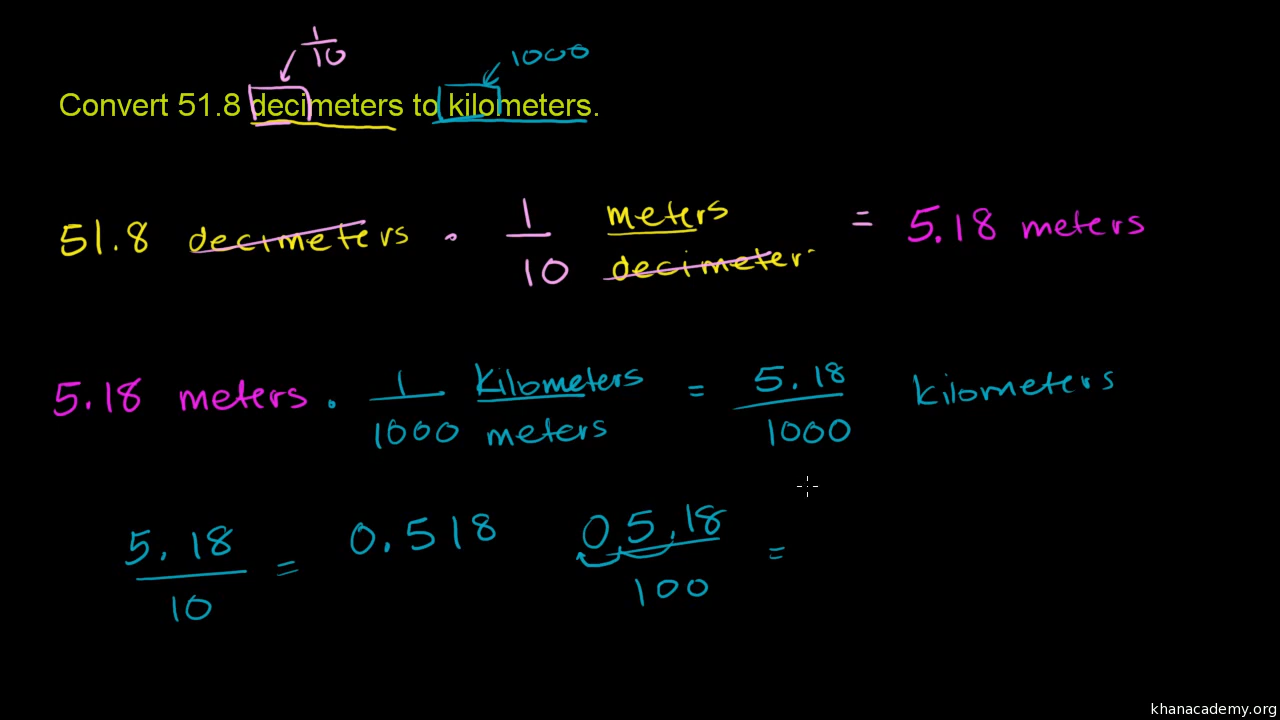 1/10 1000
Convert 51.8 decimeters to kilometers.
51.8 decimeters · 1/10 meters/decimeter = 5.18 meters
5.18 meters · 1/1000 kilometers/meters = 5.18/1000 kilometers
5.18/10 = 0.518 05.18/100 =
khanacademy.org